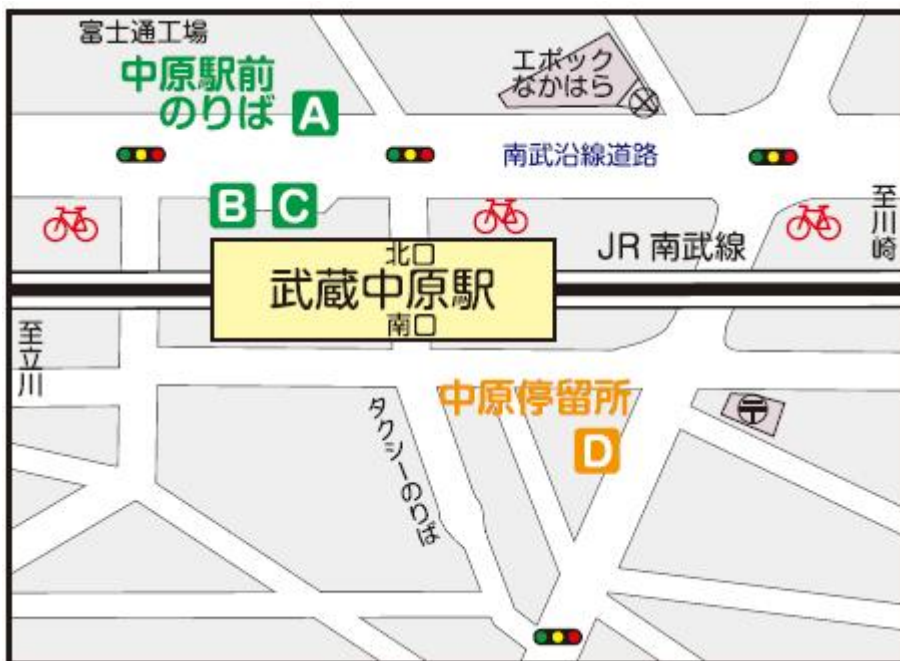 富士通工場
中原駅前
のりば A
エポック
なかはら
南武沿線道路
B C
至川崎
JR 南武線
北口
武蔵中原駅
南口
至立川
中原停留所
D
タクシーのりば
〒